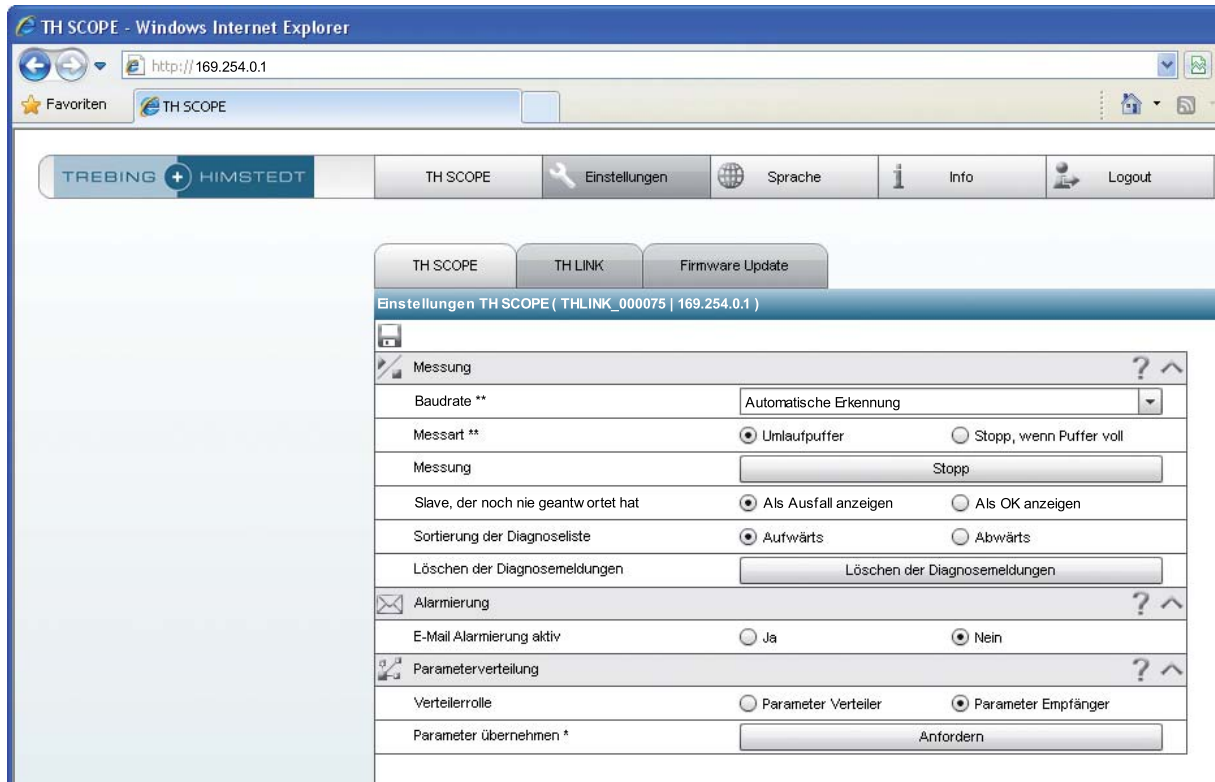 TH SCOPE - Windows Internet Explorer
http://169.254.0.1
Favoriten TH SCOPE
TREBING + HIMSTEDT TH SCOPE Einstellungen Sprache i Info Logout
TH SCOPE TH LINK Firmware Update
Einstellungen TH SCOPE ( THLINK_000075 | 169.254.0.1 )
Messung ?
Baudrate ** Automatische Erkennung
Messart ** Umlaufpuffer Stopp, wenn Puffer voll
Messung Stopp
Slave, der noch nie geantwortet hat Als Ausfall anzeigen Als OK anzeigen
Sortierung der Diagnoseliste Aufwärts Abwärts
Löschen der Diagnosemeldungen Löschen der Diagnosemeldungen
Alarmierung ?
E-Mail Alarmierung aktiv Ja Nein
Parameterverteilung ?
Verteilerrolle Parameter Verteiler Parameter Empfänger
Parameter übernehmen * Anfordern